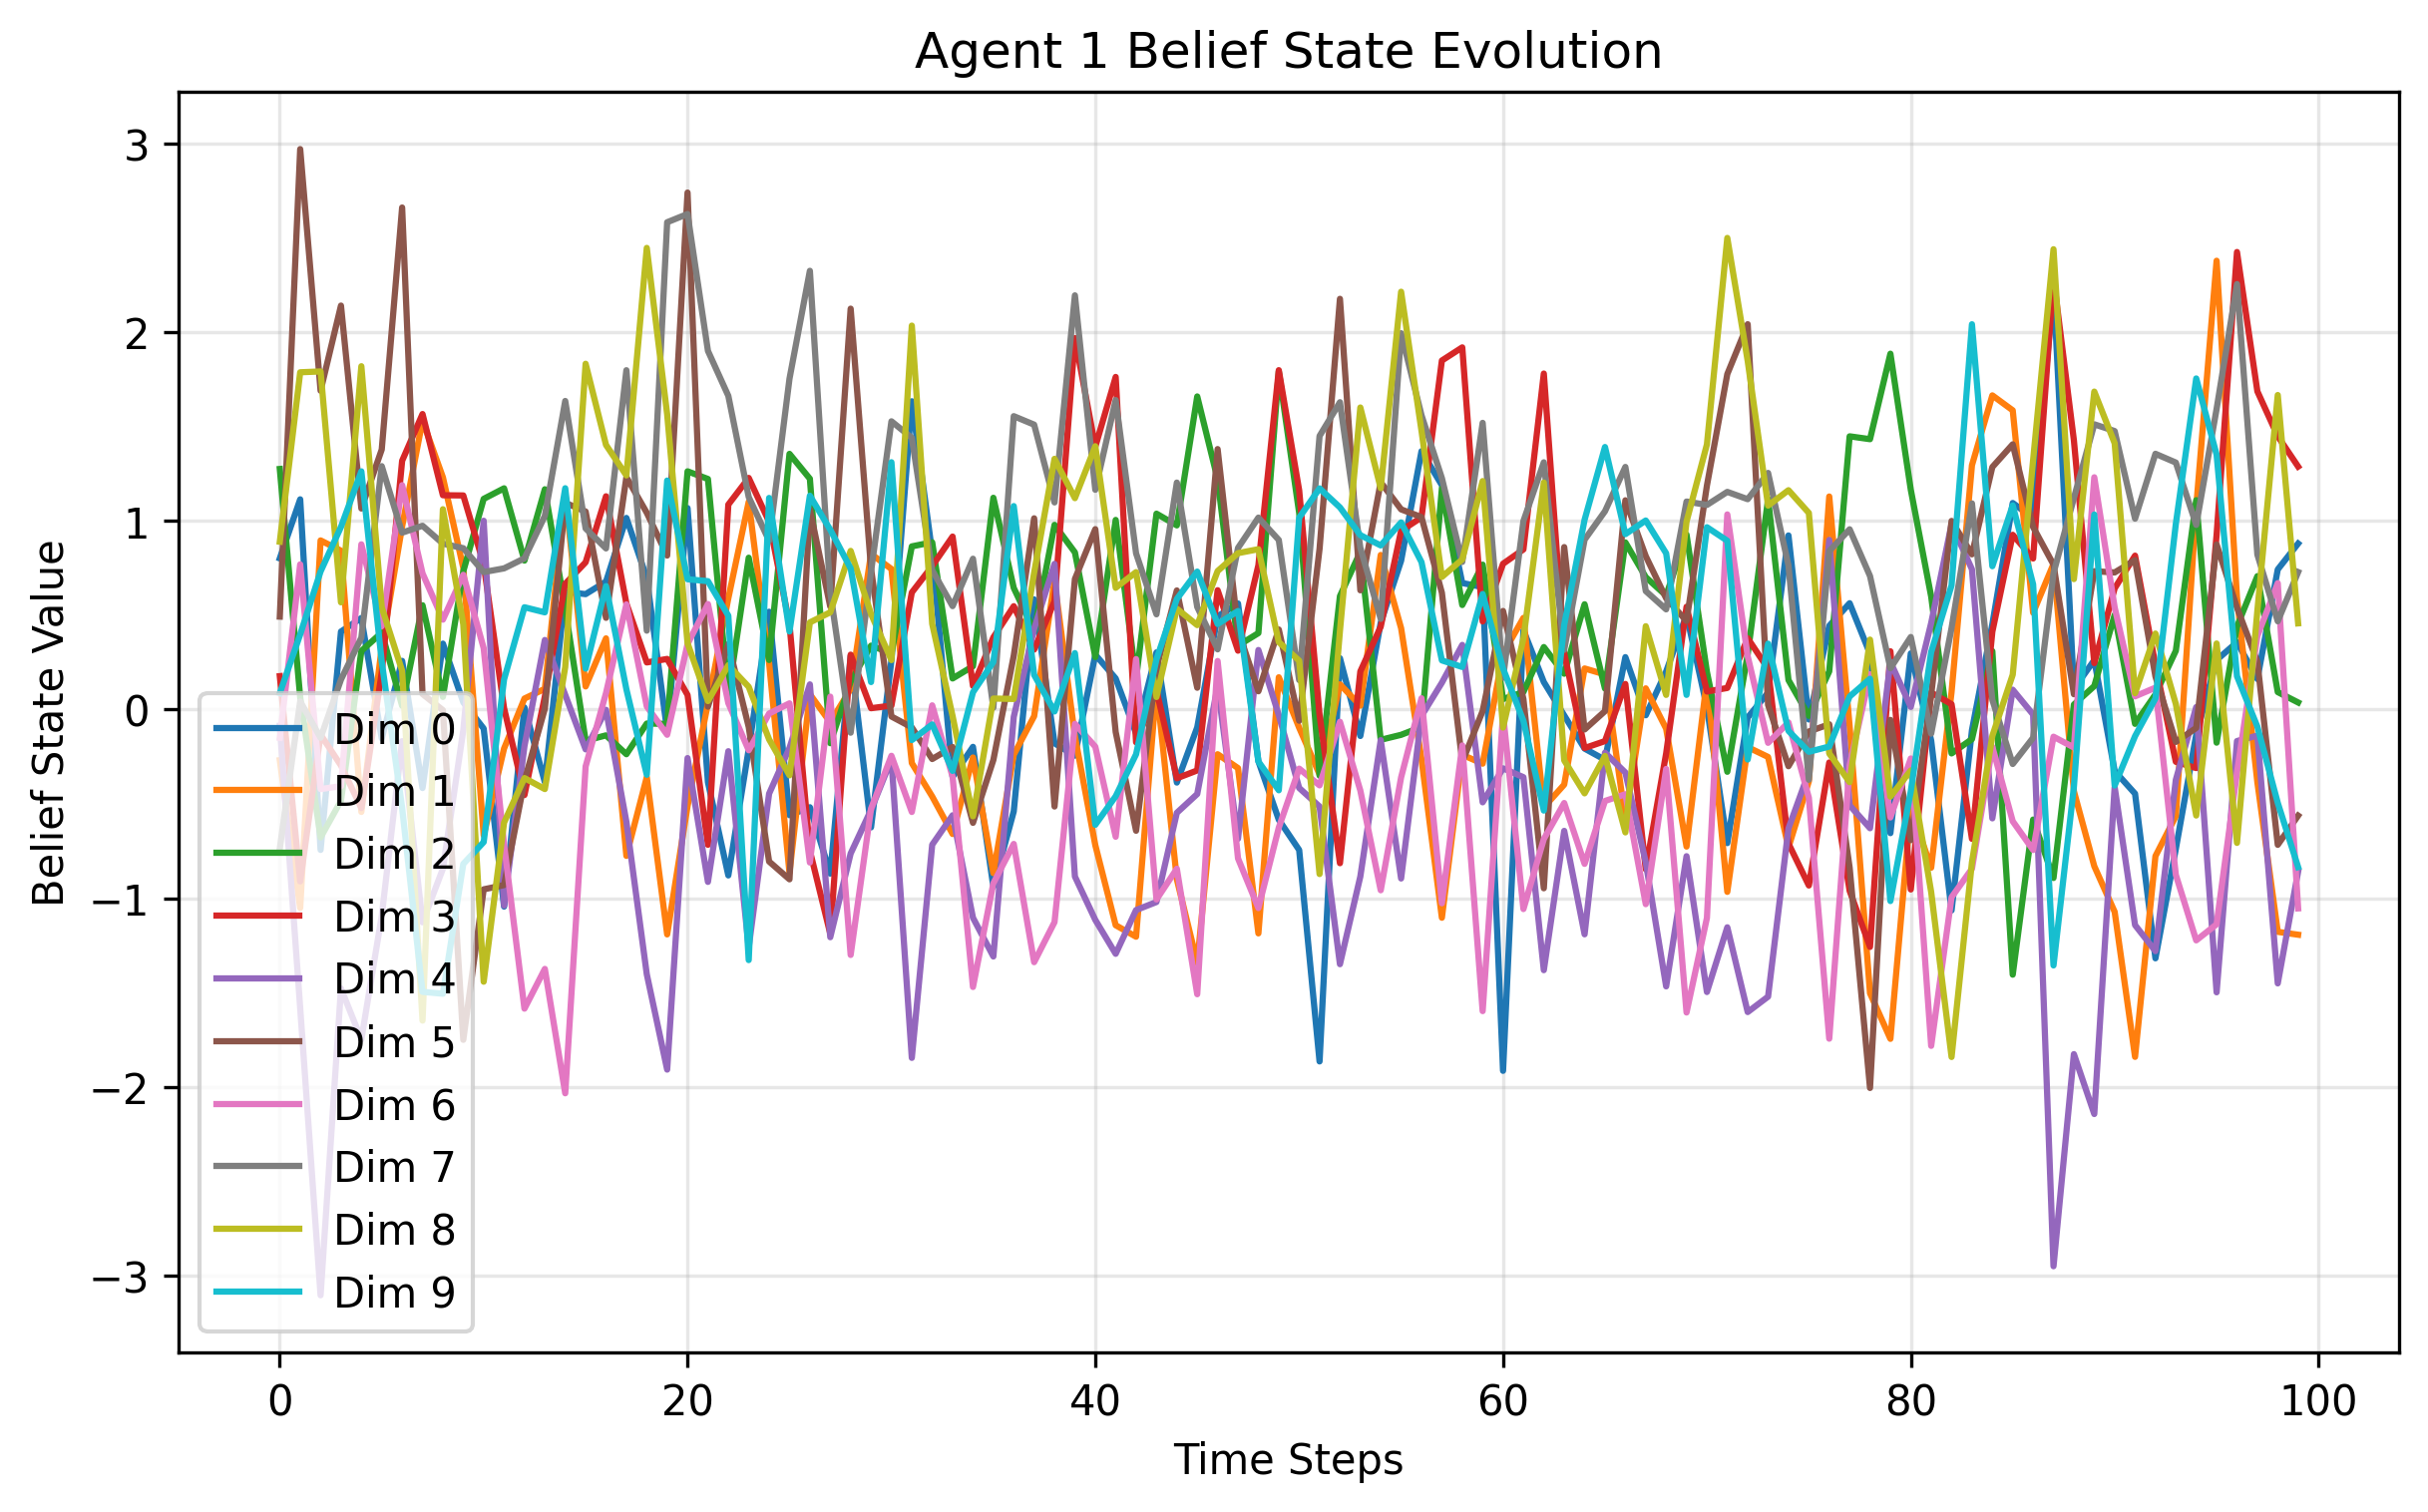 Agent 1 Belief State Evolution
Belief State Value
3
2
1
0
−1
−2
−3
Dim 0
Dim 1
Dim 2
Dim 3
Dim 4
Dim 5
Dim 6
Dim 7
Dim 8
Dim 9
0 20 40 60 80 100
Time Steps